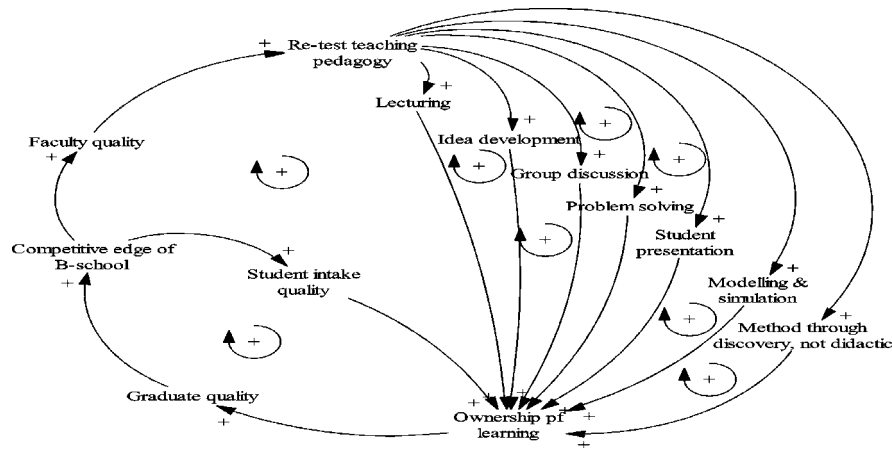 Re-test teaching
pedagogy
Lecturing
Faculty quality
Idea development
Group discussion
Problem solving
Student
presentation
Competitive edge of
B-school
Student intake
quality
Modelling &
simulation
Method through
discovery, not didactic
Graduate quality
Ownership pf
learning